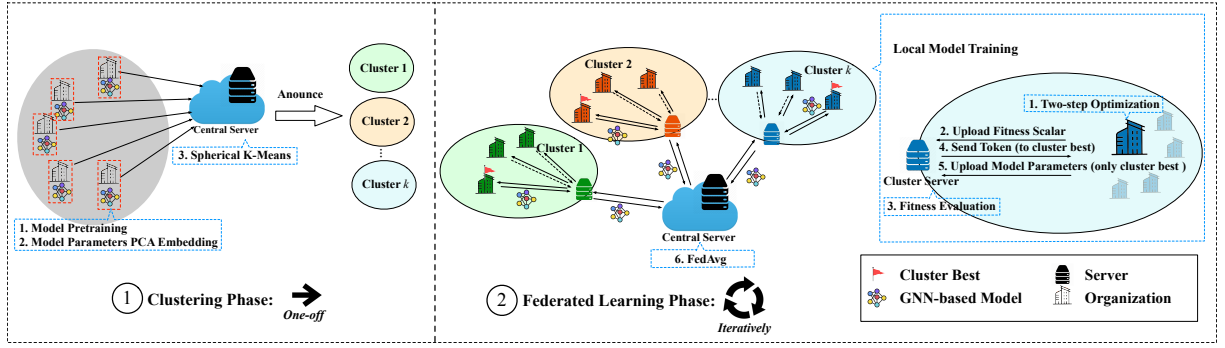 Anounce
Central Server
3. Spherical K-Means
Cluster 1
Cluster 2
Cluster k
1. Model Pretraining
2. Model Parameters PCA Embedding
1 Clustering Phase:
One-off
Cluster 2
Cluster k
Cluster 1
Central Server
6. FedAvg
2 Federated Learning Phase:
Iteratively
Local Model Training
1. Two-step Optimization
2. Upload Fitness Scalar
4. Send Token (to cluster best)
5. Upload Model Parameters (only cluster best )
Cluster Server
3. Fitness Evaluation
Cluster Best
Server
GNN-based Model
Organization